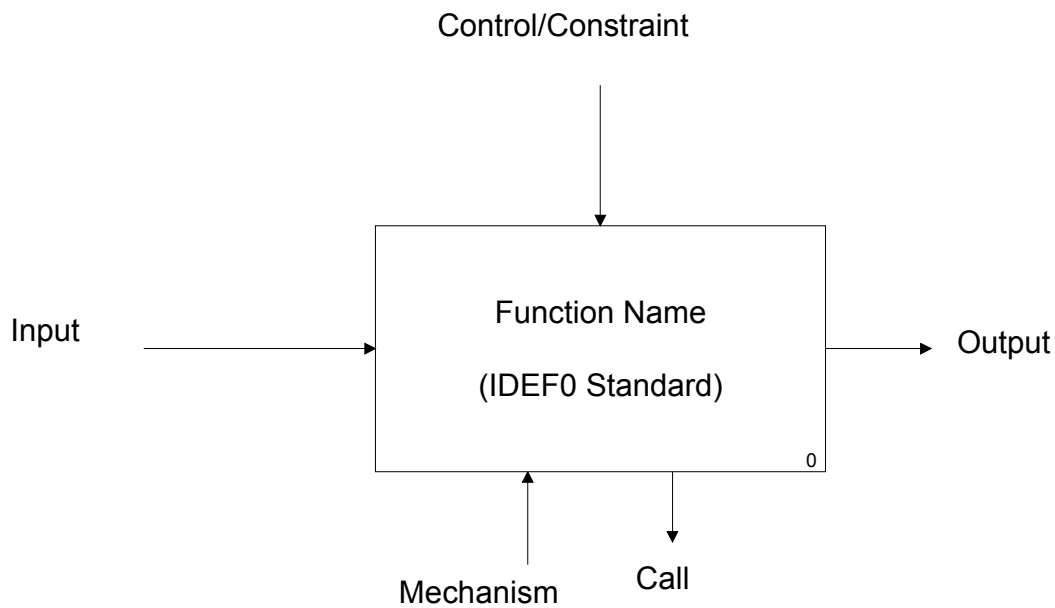 Control/Constraint
Input
Function Name
(IDEF0 Standard)
Output
0
Mechanism
Call